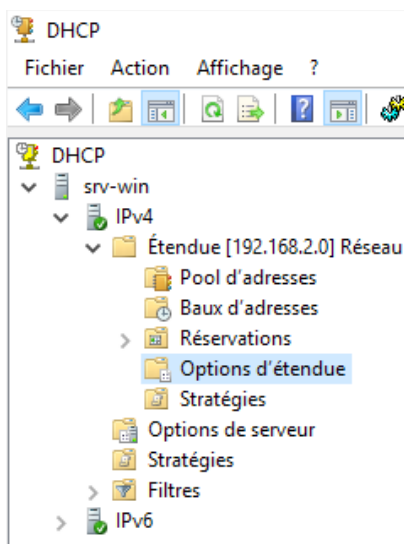 DHCP
Fichier Action Affichage ?
?
DHCP
srv-win
IPv4
Étendue [192.168.2.0] Réseau
Pool d'adresses
Baux d'adresses
Réservations
Options d'étendue
Stratégies
Options de serveur
Stratégies
Filtres
IPv6